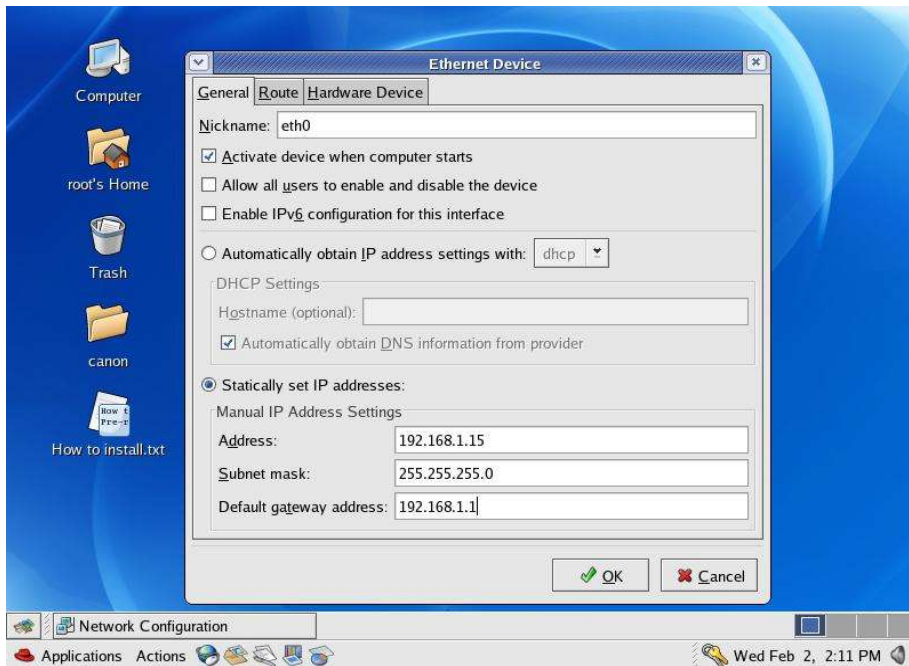 Computer
root's Home
Trash
canon
How t
Pre-r
How to install.txt
Ethernet Device
General Route Hardware Device
Nickname: eth0
Activate device when computer starts
Allow all users to enable and disable the device
Enable IPv6 configuration for this interface
Automatically obtain IP address settings with: dhcp
DHCP Settings
Hostname (optional):
Automatically obtain DNS information from provider
Statically set IP addresses:
Manual IP Address Settings
Address: 192.168.1.15
Subnet mask: 255.255.255.0
Default gateway address: 192.168.1.1
OK Cancel
Network Configuration
Applications Actions Wed Feb 2, 2:11 PM